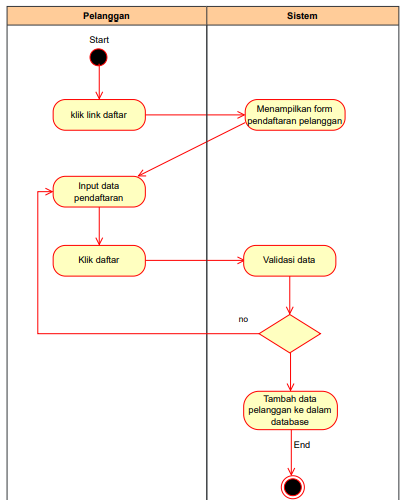 Pelanggan
Sistem
Start
klik link daftar
Menampilkan form
pendaftaran pelanggan
Input data
pendaftaran
Klik daftar
Validasi data
no
Tambah data
pelanggan ke dalam
database
End